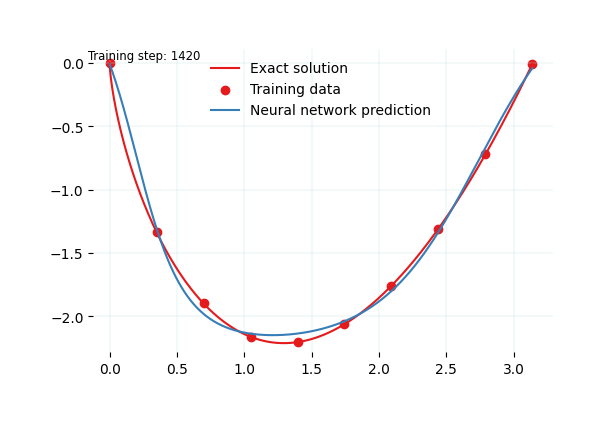 Training step: 1420
Exact solution
Training data
Neural network prediction
0.0
−0.5
−1.0
−1.5
−2.0
0.0 0.5 1.0 1.5 2.0 2.5 3.0